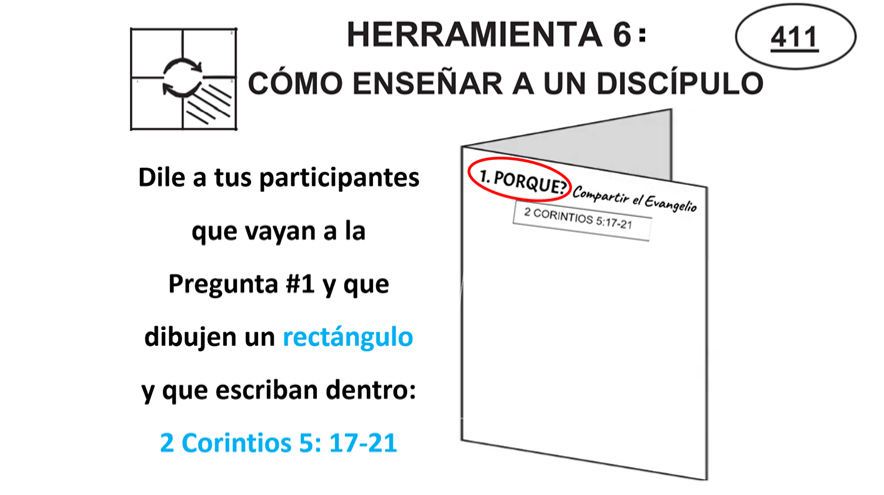 HERRAMIENTA 6:
411
CÓMO ENSEÑAR A UN DISCÍPULO
Dile a tus participantes
que vayan a la
Pregunta #1 y que
dibujen un rectángulo
y que escriban dentro:
2 Corintios 5: 17-21
1. PORQUE? Compartir el Evangelio
2 CORINTIOS 5:17-21